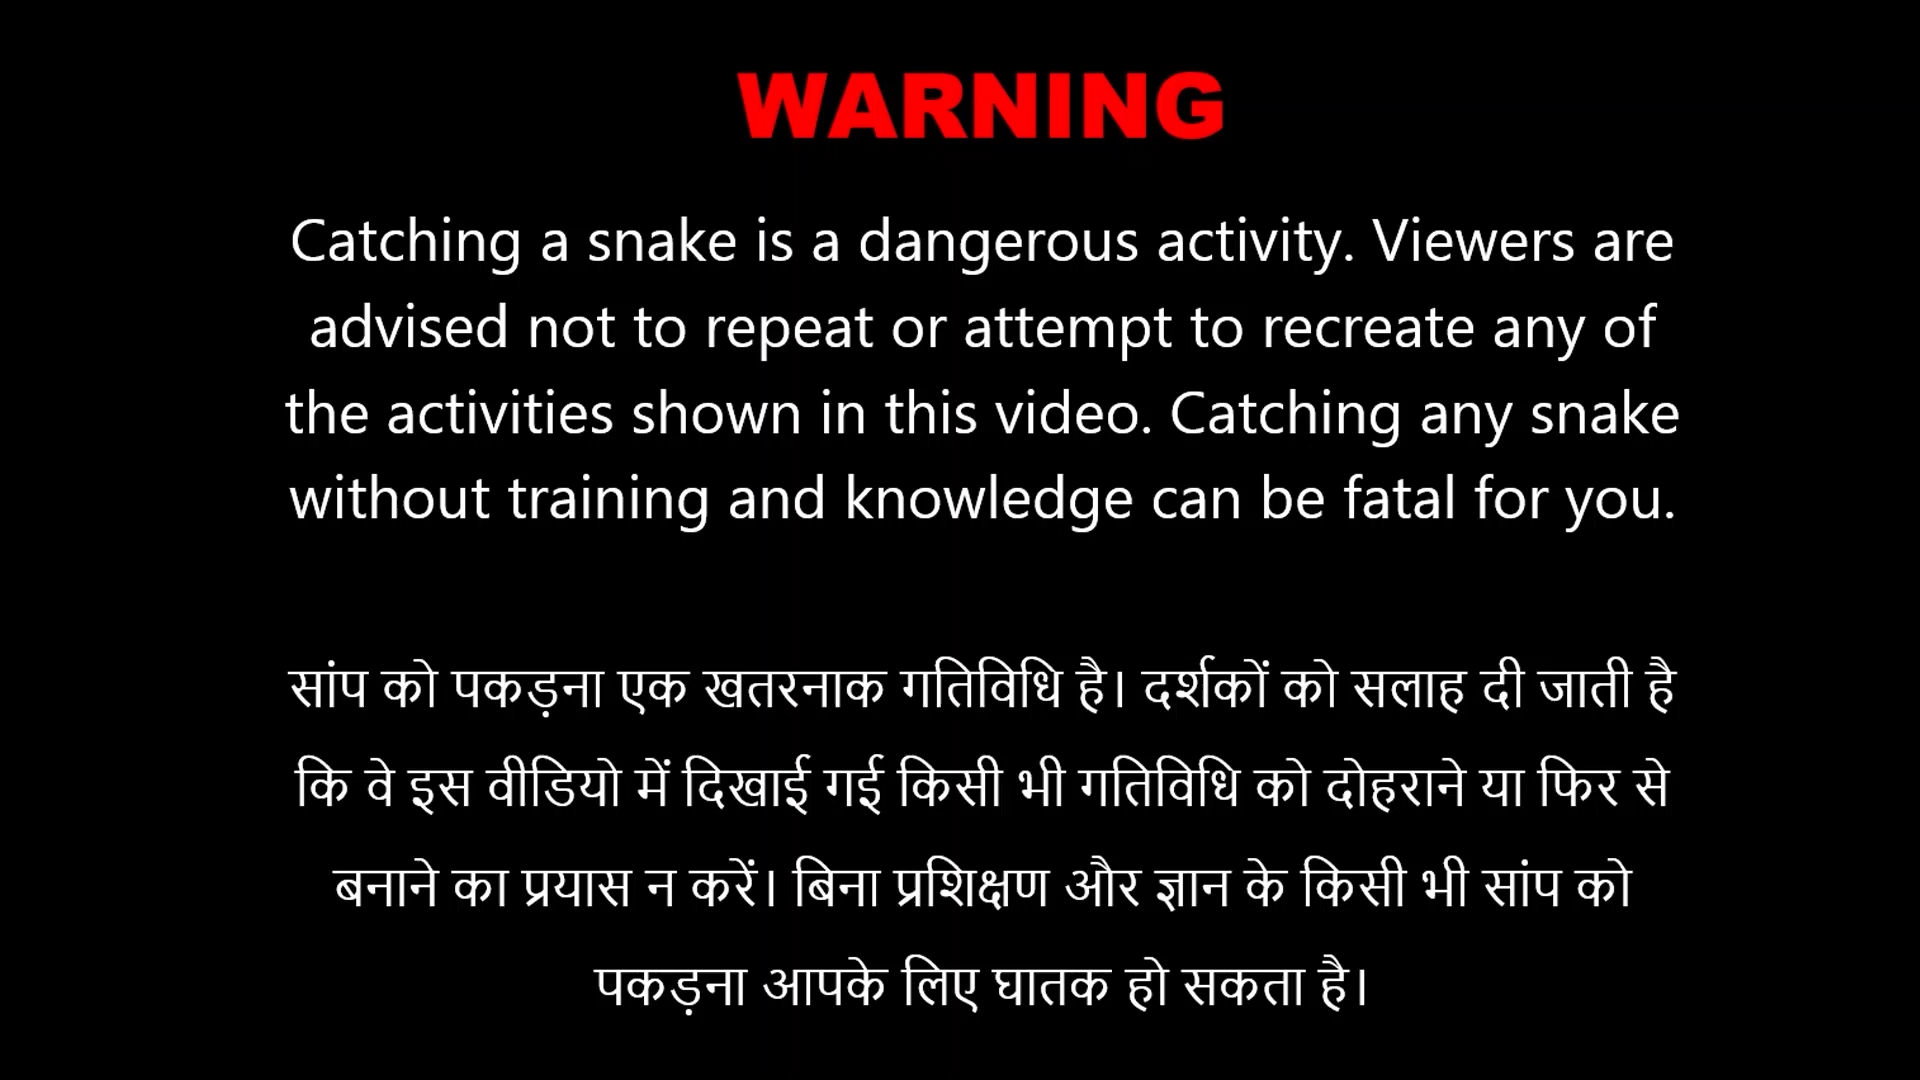 WARNING
Catching a snake is a dangerous activity. Viewers are
advised not to repeat or attempt to recreate any of
the activities shown in this video. Catching any snake
without training and knowledge can be fatal for you.
सांप को पकड़ना एक खतरनाक गतिविधि है। दर्शकों को सलाह दी जाती है
कि वे इस वीडियो में दिखाई गई किसी भी गतिविधि को दोहराने या फिर से
बनाने का प्रयास न करें। बिना प्रशिक्षण और ज्ञान के किसी भी सांप को
पकड़ना आपके लिए घातक हो सकता है।